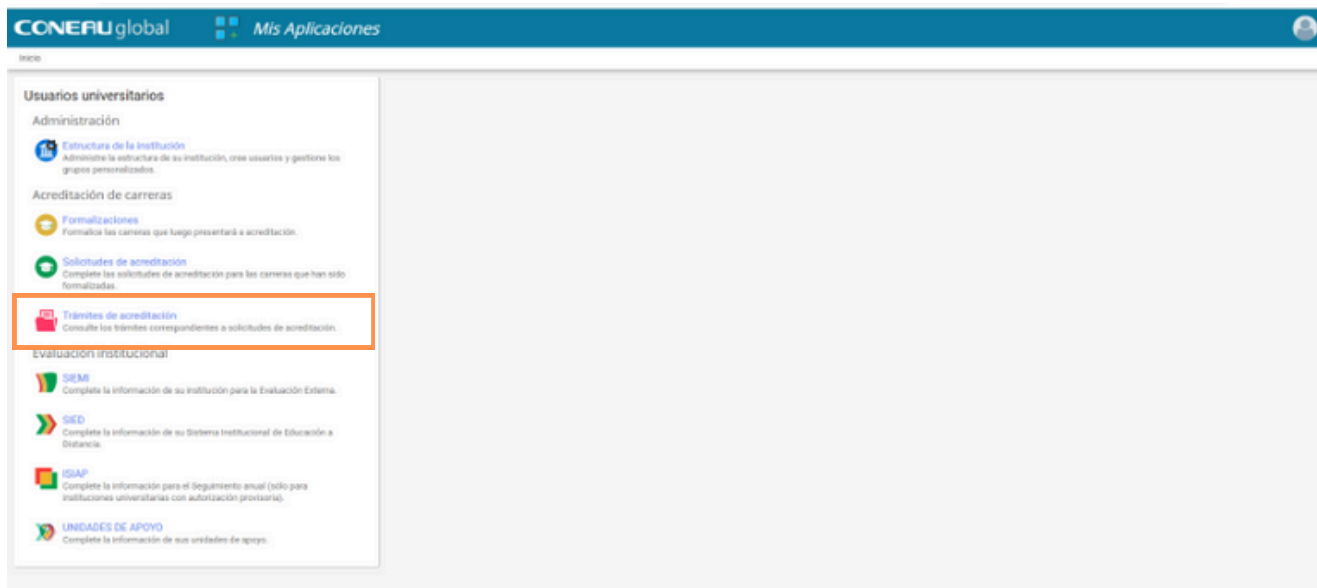 CONEAU global Mis Aplicaciones
Inicio
Usuarios universitarios
Administración
Estructura de la institución
Administre la estructura de su institución, cree usuarios y gestione los
grupos personalizados.
Acreditación de carreras
Formalizaciones
Formalice las carreras que luego presentará a acreditación.
Solicitudes de acreditación
Complete las solicitudes de acreditación para las carreras que han sido
formalizadas.
Trámites de acreditación
Consulte los trámites correspondientes a solicitudes de acreditación.
Evaluación institucional
SIEMI
Complete la información de su institución para la Evaluación Externa.
SIED
Complete la información de su Sistema Institucional de Educación a
Distancia.
ISIAP
Complete la información para el Seguimiento anual (sólo para
instituciones universitarias con autorización provisoria).
UNIDADES DE APOYO
Complete la información de sus unidades de apoyo.